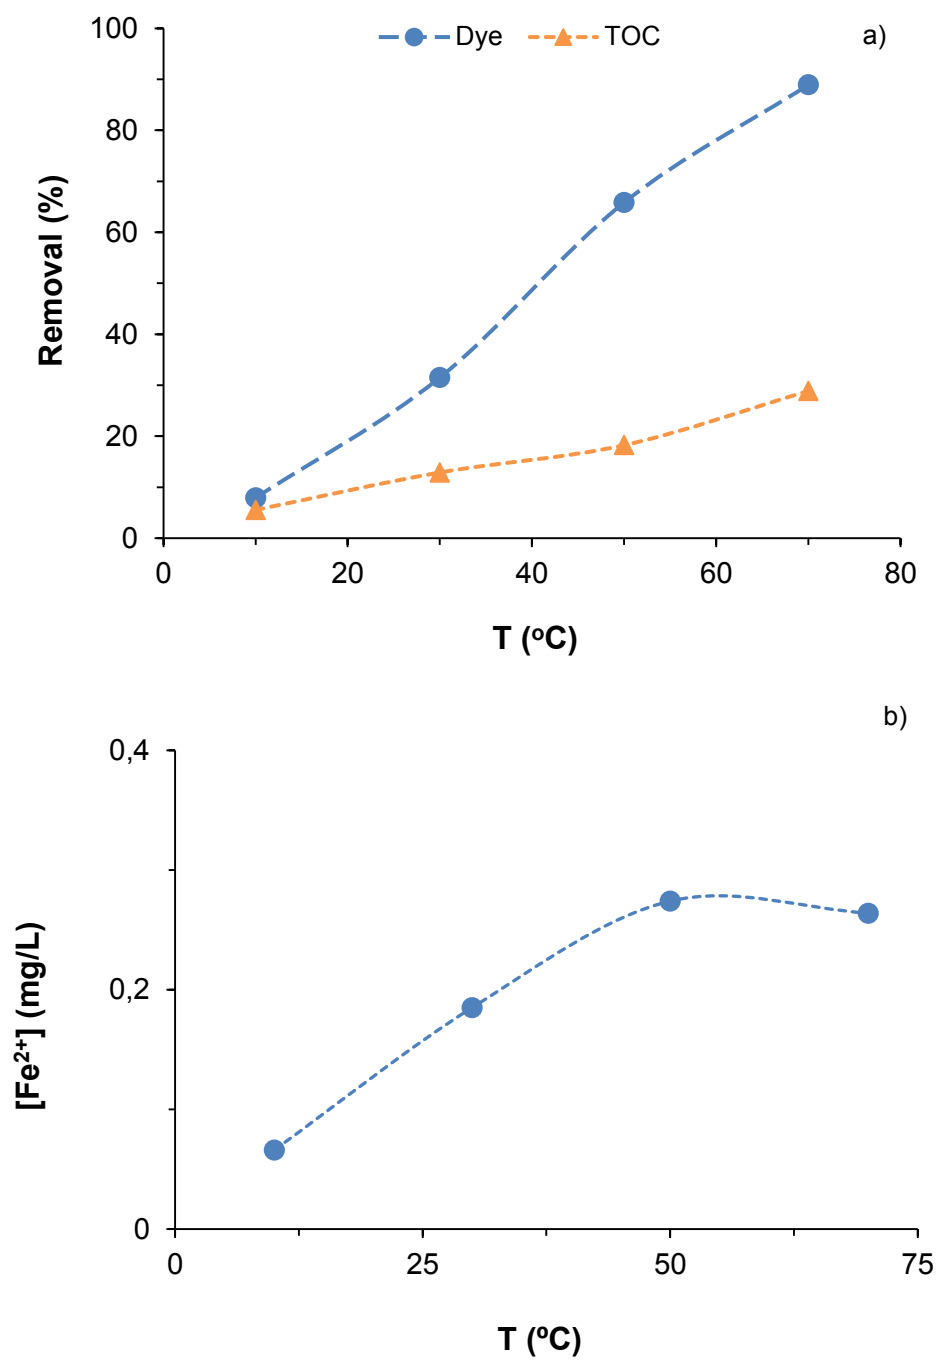 Dye TOC a)
100
80
60
40
20
0
Removal (%)
0 20 40 60 80
T (ºC)
b)
0,4
0,2
0
[Fe²⁺] (mg/L)
0 25 50 75
T (ºC)